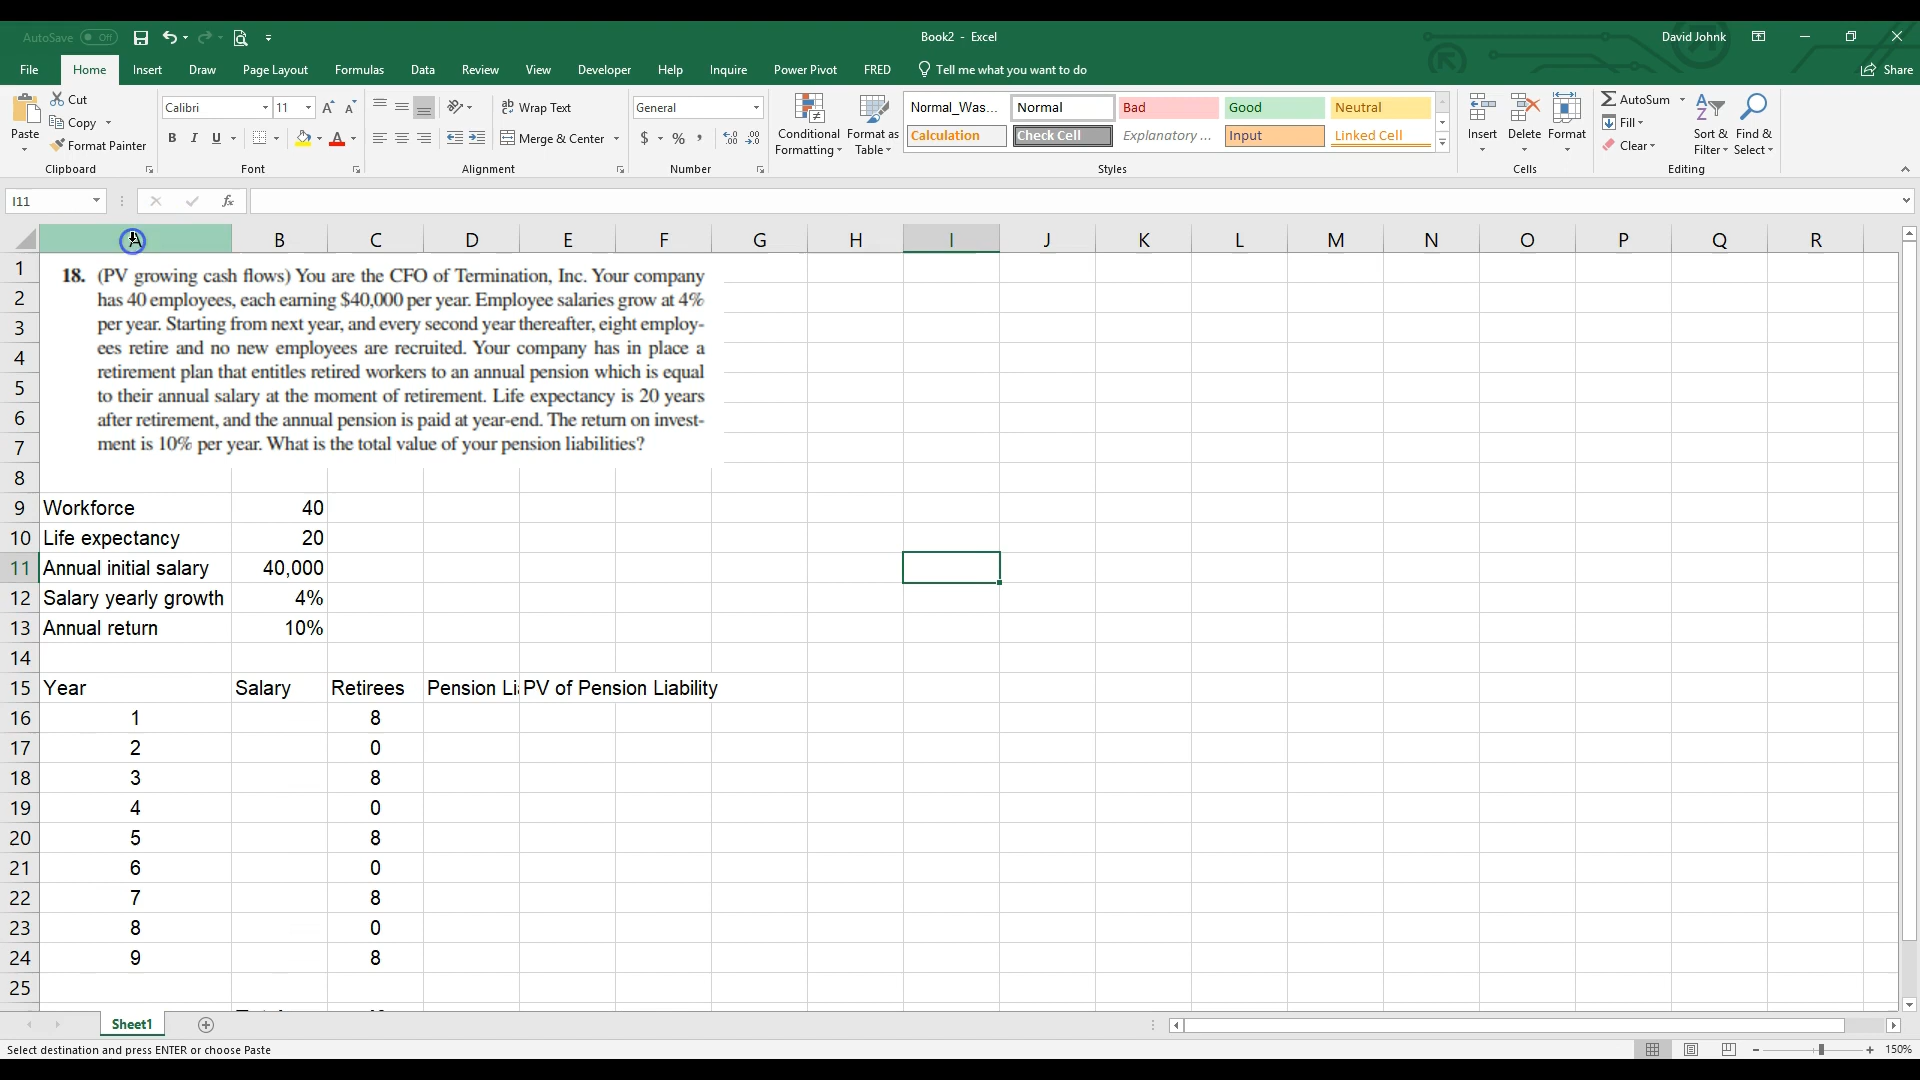 AutoSave Off
Book2 - Excel
David Johnk
File Home Insert Draw Page Layout Formulas Data Review View Developer Help Inquire Power Pivot FRED Tell me what you want to do Share
Paste
Cut
Copy
Format Painter
Clipboard
Calibri 11
B I U
Font
Wrap Text
Merge & Center
Alignment
General
$ % ,
Number
Conditional Formatting
Format as Table
Normal_Was... Normal Bad Good Neutral
Calculation Check Cell Explanatory ... Input Linked Cell
Styles
Insert Delete Format
Cells
AutoSum
Fill
Clear
Sort & Filter
Find & Select
Editing
I11
fx
A B C D E F G H I J K L M N O P Q R
1
18. (PV growing cash flows) You are the CFO of Termination, Inc. Your company
2
has 40 employees, each earning $40,000 per year. Employee salaries grow at 4%
3
per year. Starting from next year, and every second year thereafter, eight employ-
4
ees retire and no new employees are recruited. Your company has in place a
5
retirement plan that entitles retired workers to an annual pension which is equal
to their annual salary at the moment of retirement. Life expectancy is 20 years
6
after retirement, and the annual pension is paid at year-end. The return on invest-
7
ment is 10% per year. What is the total value of your pension liabilities?
8
9 Workforce 40
10 Life expectancy 20
11 Annual initial salary 40,000
12 Salary yearly growth 4%
13 Annual return 10%
14
15 Year Salary Retirees Pension Lia PV of Pension Liability
16 1 8
17 2 0
18 3 8
19 4 0
20 5 8
21 6 0
22 7 8
23 8 0
24 9 8
25
Sheet1
Select destination and press ENTER or choose Paste
150%